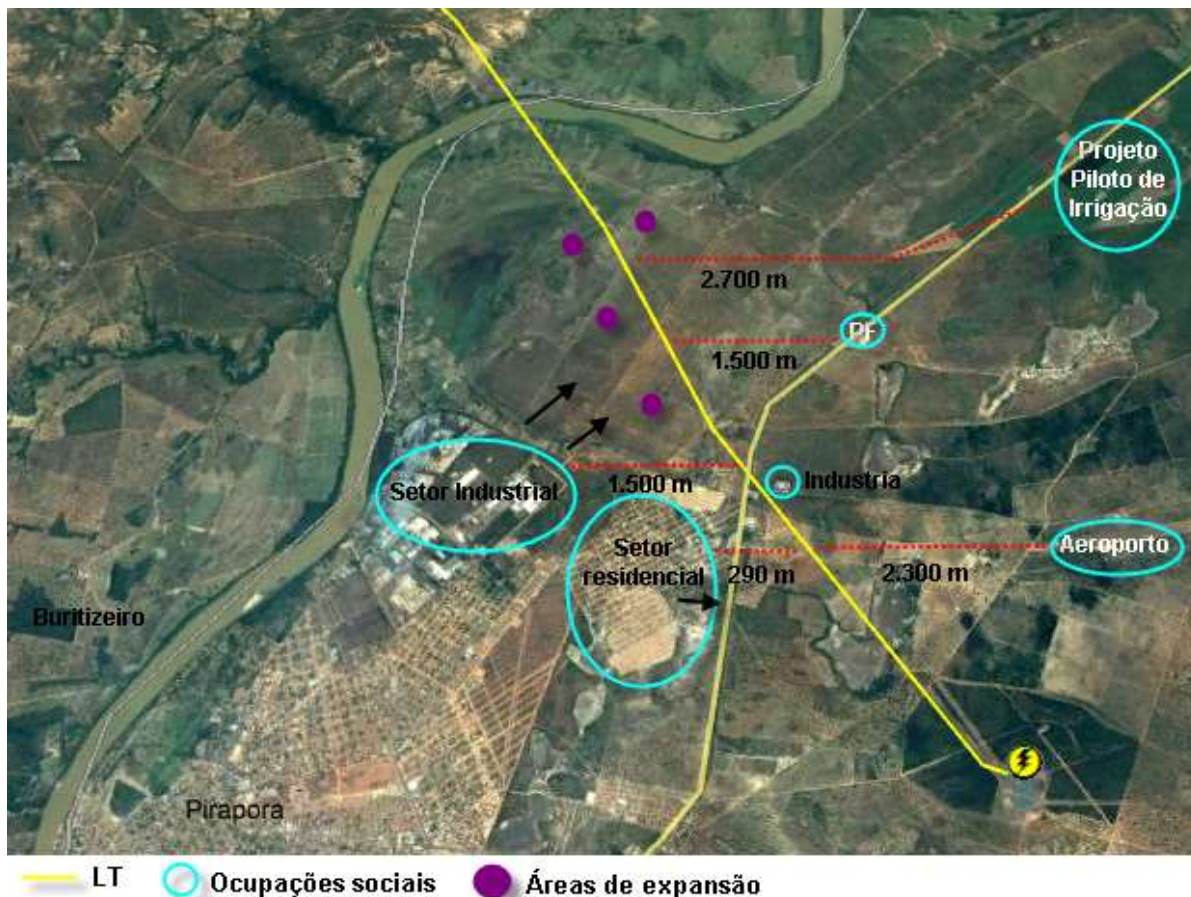 Projeto
Piloto de
Irrigação
2.700 m
PF
1.500 m
Setor Industrial
1.500 m
Industria
Setor
residencial
290 m
2.300 m
Aeroporto
Buritizeiro
Pirapora
LT
Ocupações sociais
Áreas de expansão